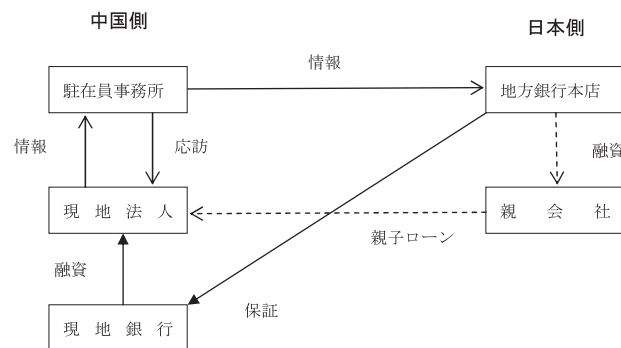 中国側
日本側
駐在員事務所
情報
地方銀行本店
情報
応訪
融資
現地法人
親会社
親子ローン
融資
保証
現地銀行